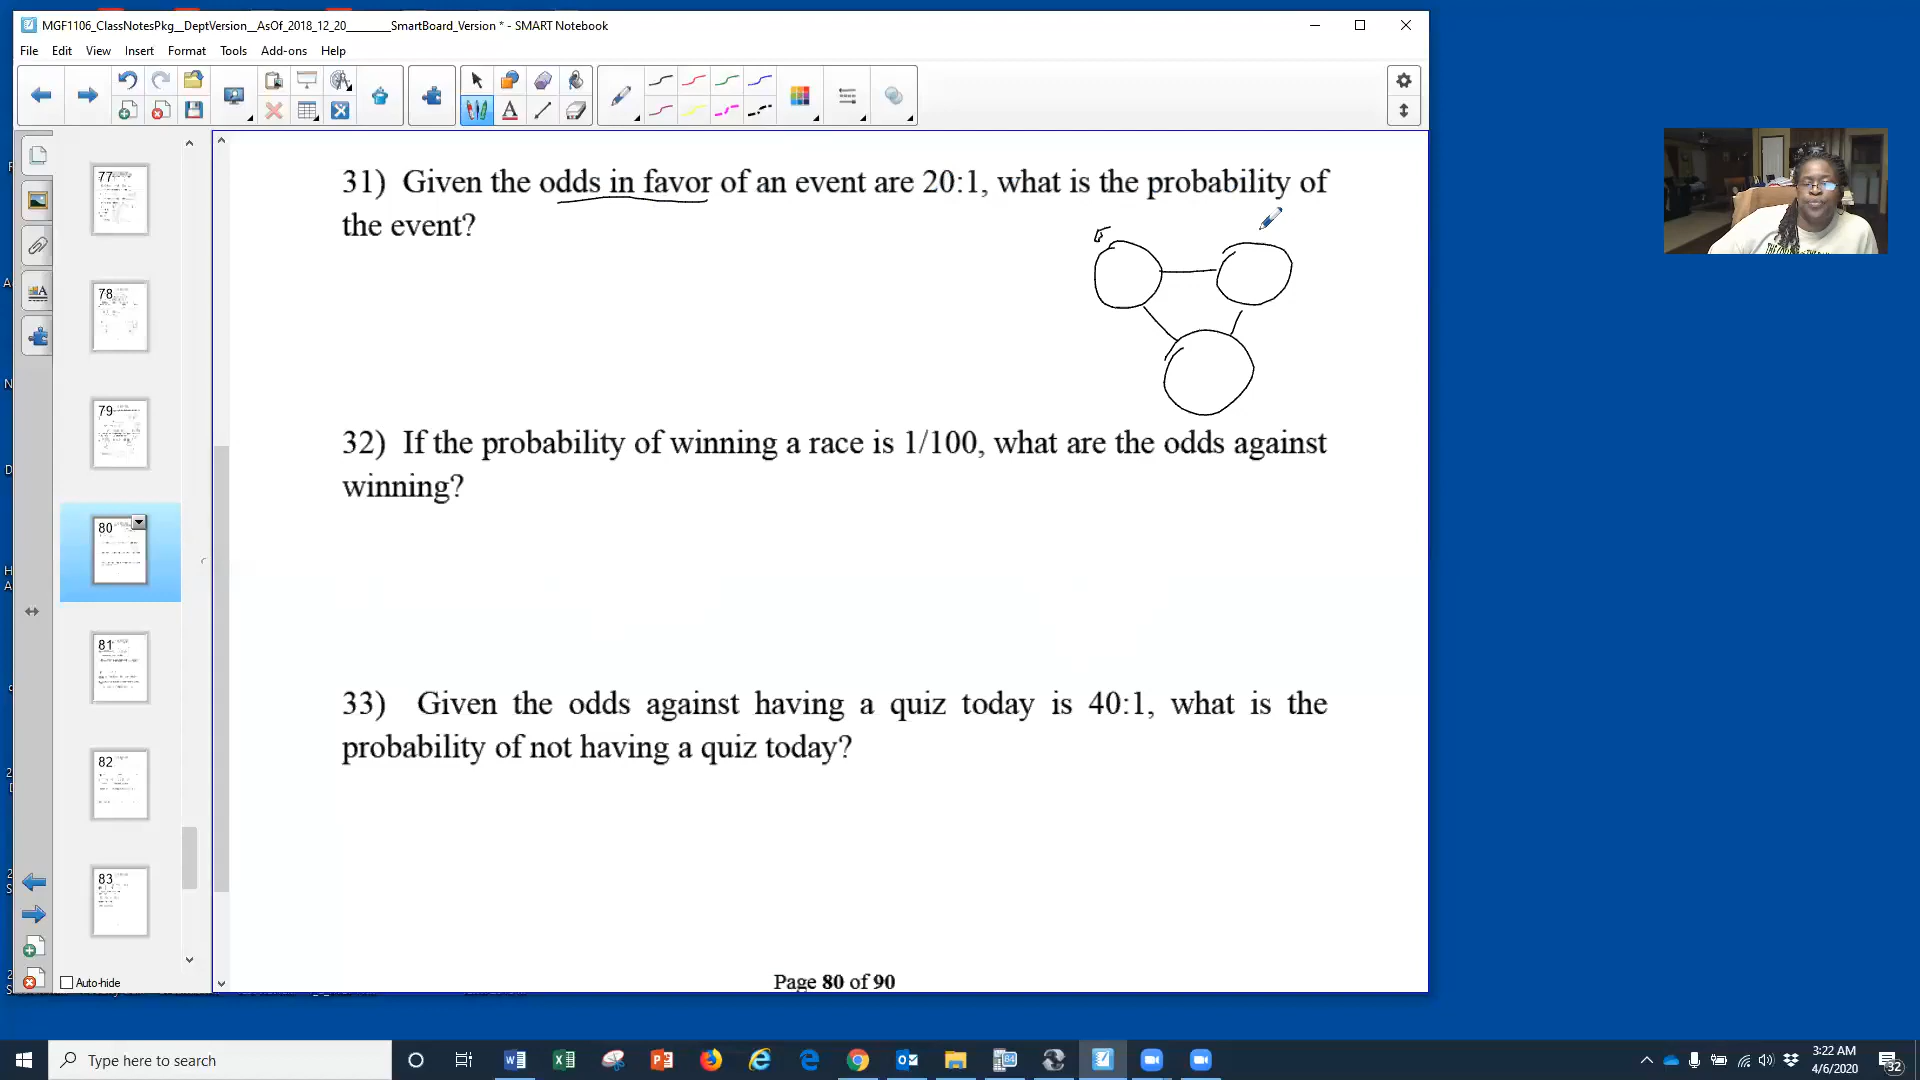 MGF1106_ClassNotesPkg__DeptVersion__AsOf_2018_12_20________SmartBoard_Version * - SMART Notebook
File Edit View Insert Format Tools Add-ons Help
77
78
79
80
81
82
83
Auto-hide
31) Given the odds in favor of an event are 20:1, what is the probability of
the event?
32) If the probability of winning a race is 1/100, what are the odds against
winning?
33) Given the odds against having a quiz today is 40:1, what is the
probability of not having a quiz today?
Page 80 of 90
Type here to search
3:22 AM
4/6/2020
32